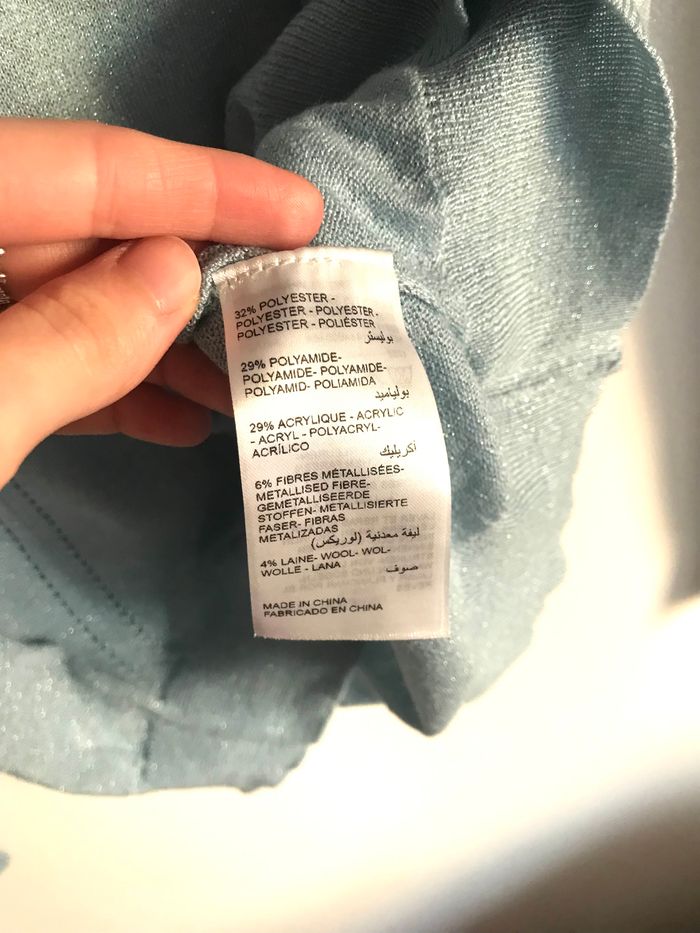 32% POLYESTER -
POLYESTER - POLYESTER-
POLYESTER - POLIÉSTER
بوليستر
29% POLYAMIDE-
POLYAMIDE- POLYAMIDE-
POLYAMID- POLIAMIDA
بولياميد
29% ACRYLIQUE - ACRYLIC
- ACRYL - POLYACRYL-
ACRÍLICO
أكريليك
6% FIBRES MÉTALLISÉES-
METALLISED FIBRE-
GEMETALLISEERDE
STOFFEN- METALLISIERTE
FASER- FIBRAS
METALIZADAS
ليفة معدنية (لوريكس)
4% LAINE- WOOL- WOL-
WOLLE - LANA
صوف
MADE IN CHINA
FABRICADO EN CHINA